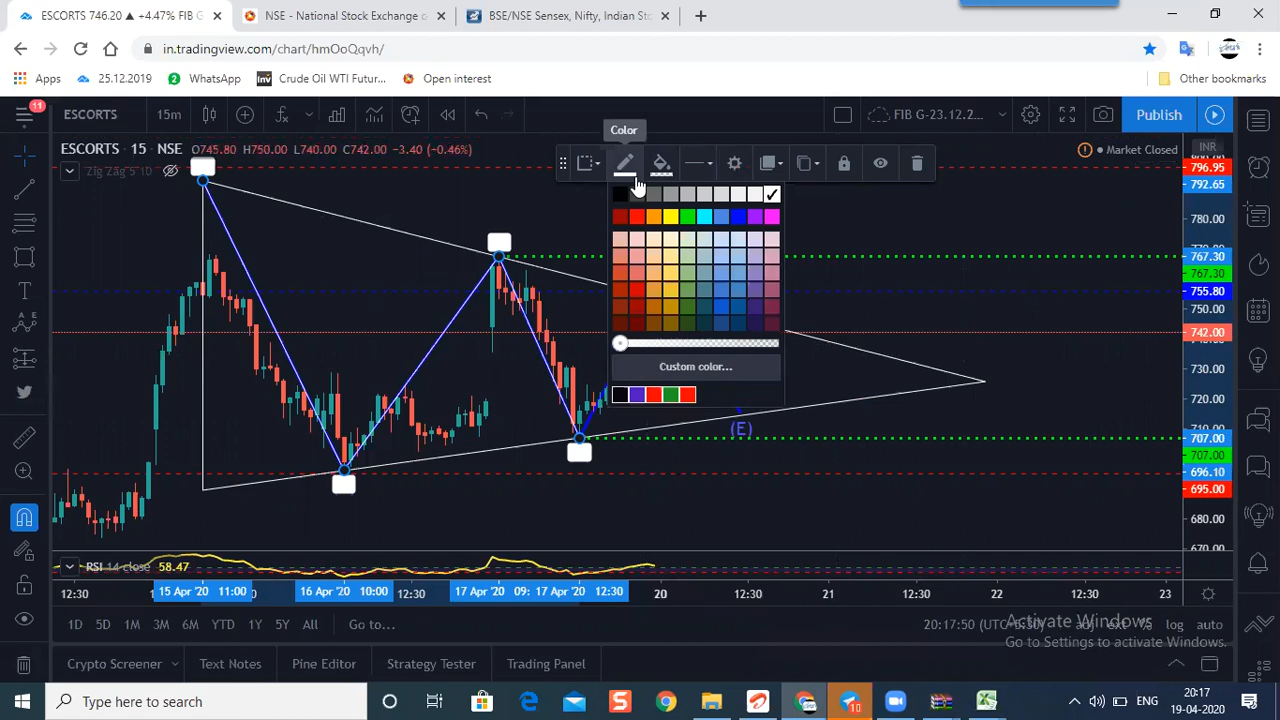 ESCORTS 746.20 ▲ +4.47% FIB G
NSE - National Stock Exchange o
BSE/NSE Sensex, Nifty, Indian Sto
in.tradingview.com/chart/hmOoQqvh/
Apps
25.12.2019
2 WhatsApp
Inv Crude Oil WTI Futur...
Open interest
Other bookmarks
11
ESCORTS
15m
FIB G-23.12.2...
Publish
Color
ESCORTS · 15 · NSE O745.80 H750.00 L740.00 C742.00 −3.40 (−0.46%)
Zig Zag 5 10
Market Closed
INR
796.95
792.65
780.00
767.30
767.30
755.80
742.00
730.00
720.00
707.00
707.00
696.10
695.00
680.00
670.00
Custom color...
(E)
RSI 14 close 58.47
12:30
15 Apr '20 11:00
16 Apr '20 10:00
12:30
17 Apr '20 09:
17 Apr '20 12:30
20
12:30
21
12:30
22
12:30
23
1D 5D 1M 3M 6M YTD 1Y 5Y All Go to...
20:17:50 (UTC+5:30)
% log auto
Activate Windows
Go to Settings to activate Windows.
Crypto Screener
Text Notes
Pine Editor
Strategy Tester
Trading Panel
Type here to search
10
ENG
20:17
19-04-2020